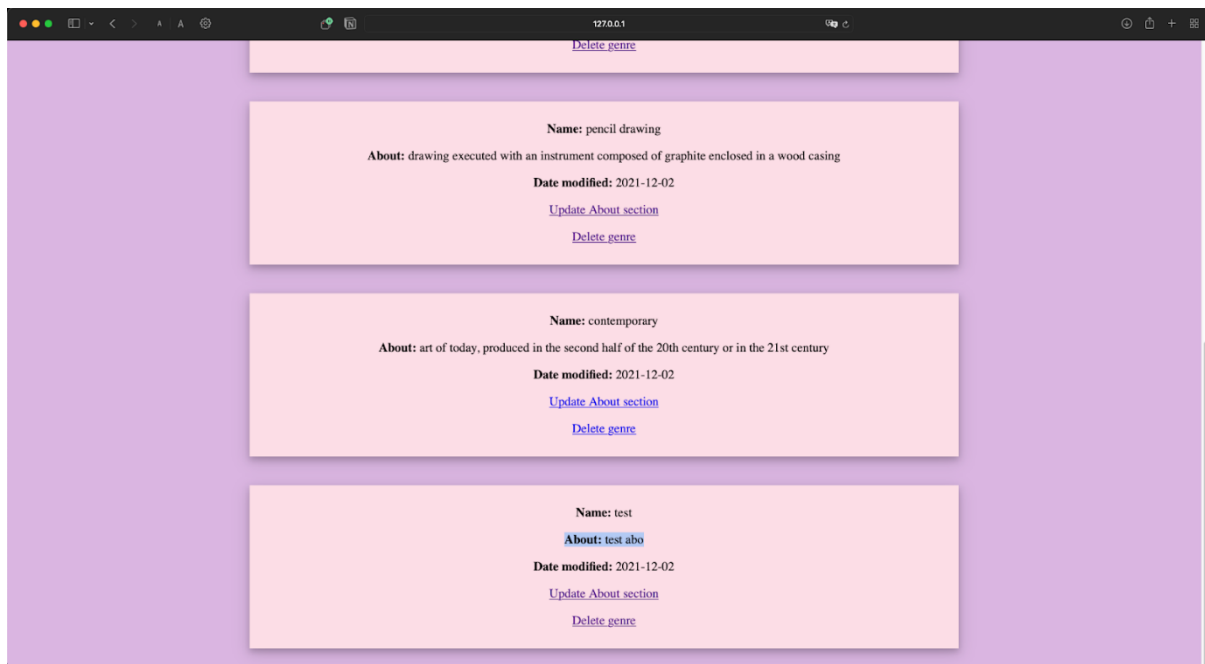 A A 127.0.0.1
Delete genre
Name: pencil drawing
About: drawing executed with an instrument composed of graphite enclosed in a wood casing
Date modified: 2021-12-02
Update About section
Delete genre
Name: contemporary
About: art of today, produced in the second half of the 20th century or in the 21st century
Date modified: 2021-12-02
Update About section
Delete genre
Name: test
About: test abo
Date modified: 2021-12-02
Update About section
Delete genre